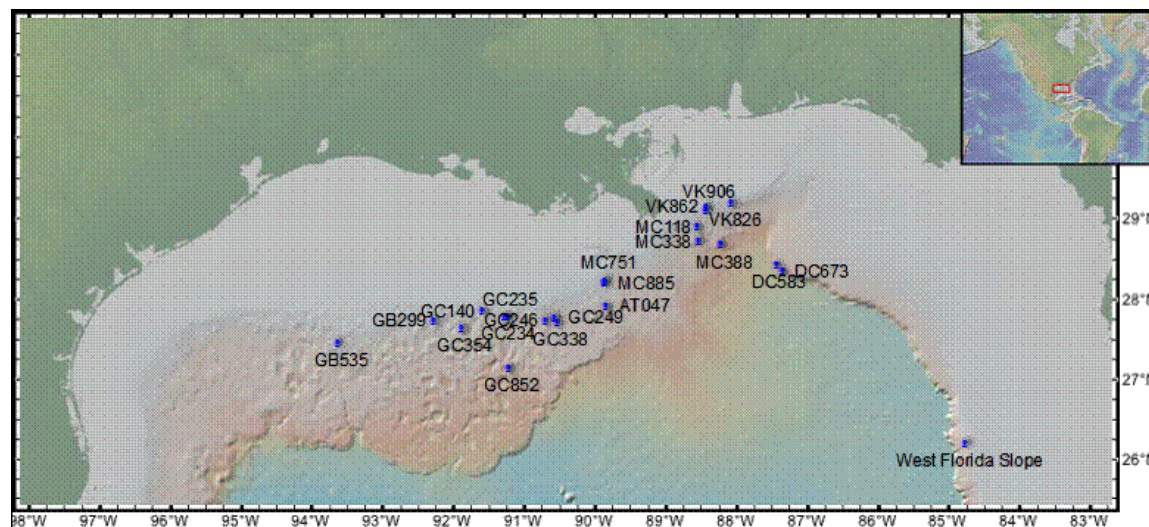 VK906
VK862
VK826
29°N
MC118
MC338
MC388
MC751
DC673
DC583
MC885
28°N
GC235
AT047
GC140
GB299
GC246
GC249
GC234
GC338
GC354
GB535
GC852
27°N
West Florida Slope
26°N
98°W 97°W 96°W 95°W 94°W 93°W 92°W 91°W 90°W 89°W 88°W 87°W 86°W 85°W 84°W 83°W